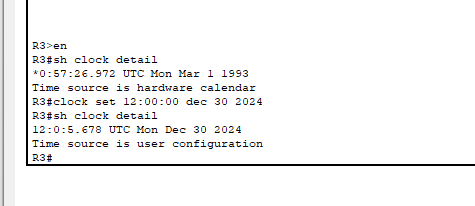 R3>en
R3#sh clock detail
*0:57:26.972 UTC Mon Mar 1 1993
Time source is hardware calendar
R3#clock set 12:00:00 dec 30 2024
R3#sh clock detail
12:0:5.678 UTC Mon Dec 30 2024
Time source is user configuration
R3#